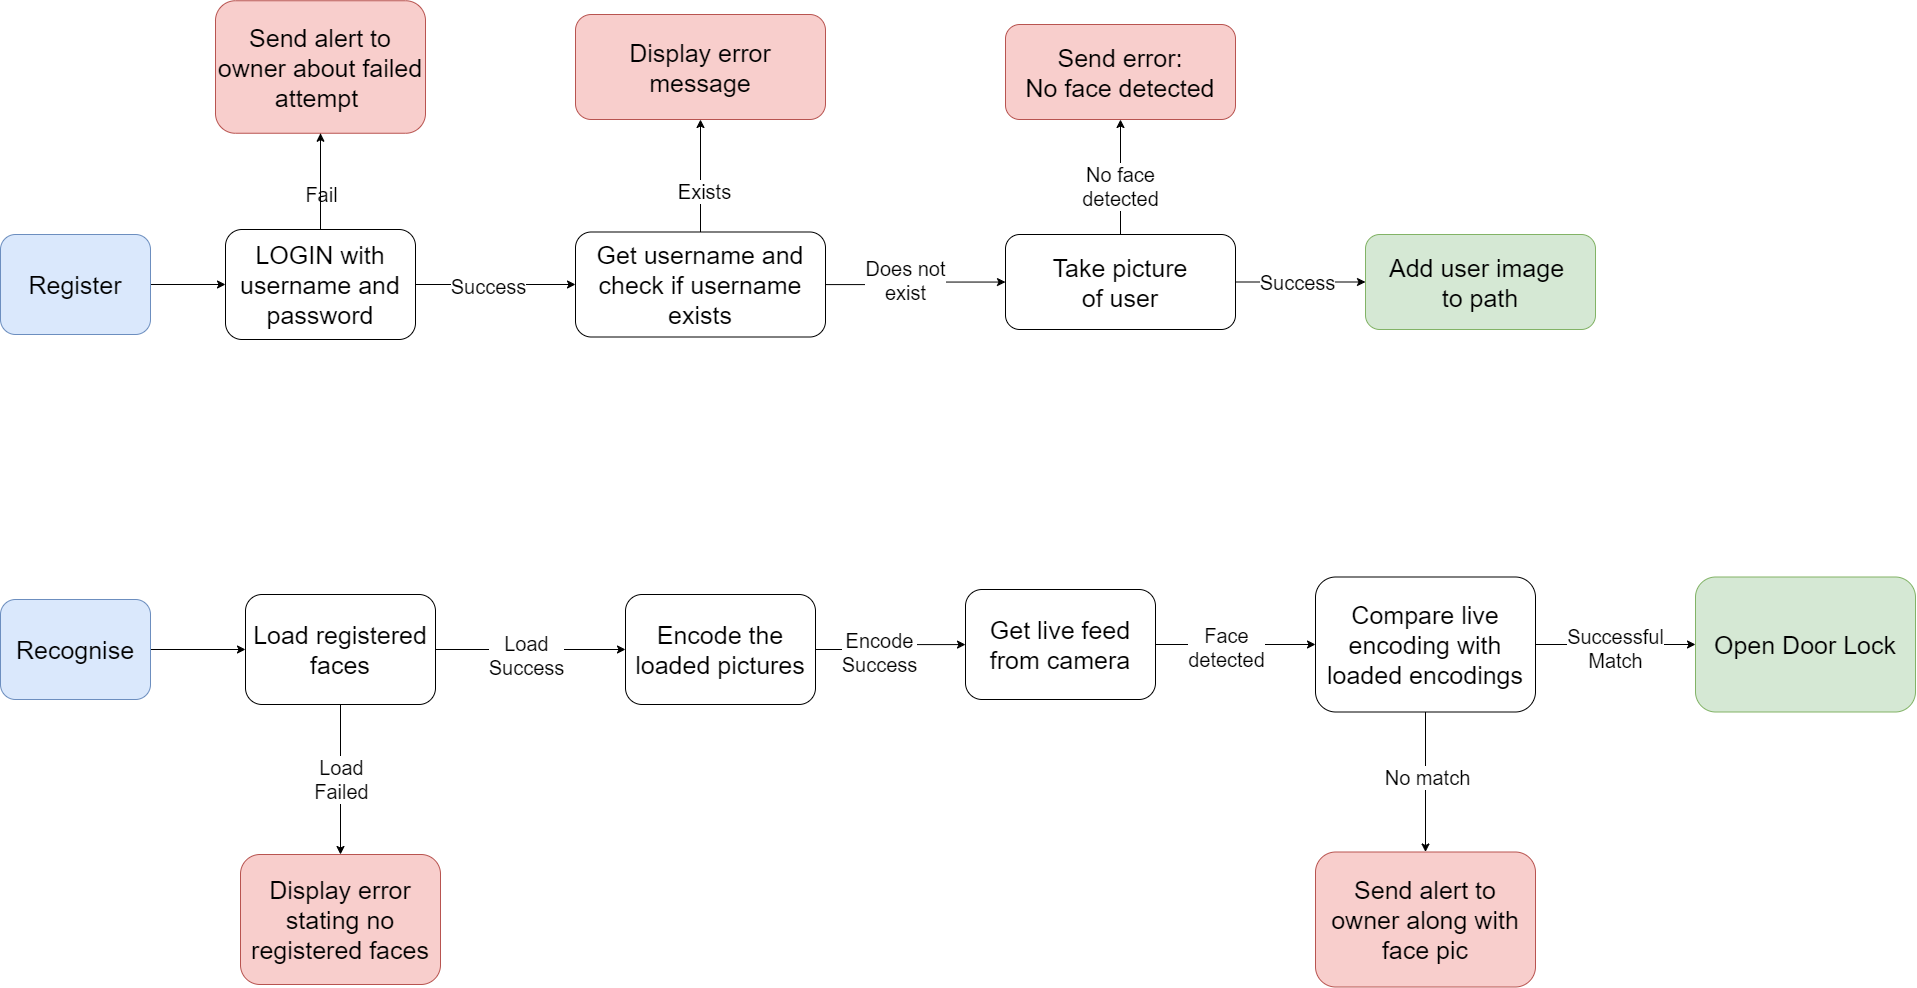 Send alert to
owner about failed
attempt
Display error
message
Send error:
No face detected
Fail
Exists
No face
detected
Register
LOGIN with
username and
password
Success
Get username and
check if username
exists
Does not
exist
Take picture
of user
Success
Add user image
to path
Recognise
Load registered
faces
Load
Success
Encode the
loaded pictures
Encode
Success
Get live feed
from camera
Face
detected
Compare live
encoding with
loaded encodings
Successful
Match
Open Door Lock
Load
Failed
No match
Display error
stating no
registered faces
Send alert to
owner along with
face pic